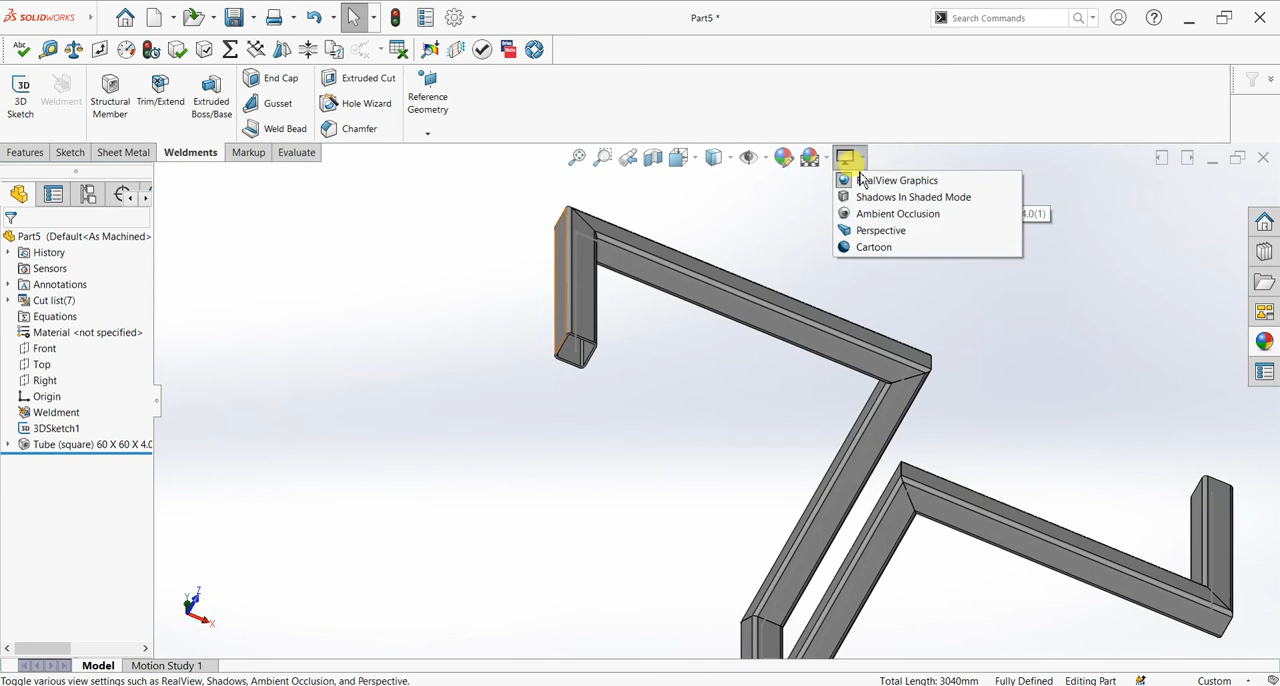 SOLIDWORKS
Part5 *
Search Commands
3D Sketch
Weldment
Structural Member
Trim/Extend
Extruded Boss/Base
End Cap
Gusset
Weld Bead
Extruded Cut
Hole Wizard
Chamfer
Reference Geometry
Features
Sketch
Sheet Metal
Weldments
Markup
Evaluate
RealView Graphics
Shadows In Shaded Mode
Ambient Occlusion
Perspective
Cartoon
4.0(1)
Part5 (Default<As Machined>
History
Sensors
Annotations
Cut list(7)
Equations
Material <not specified>
Front
Top
Right
Origin
Weldment
3D 3DSketch1
Tube (square) 60 X 60 X 4.0
Y
Z
X
Model
Motion Study 1
Toggle various view settings such as RealView, Shadows, Ambient Occlusion, and Perspective.
Total Length: 3040mm
Fully Defined
Editing Part
Custom